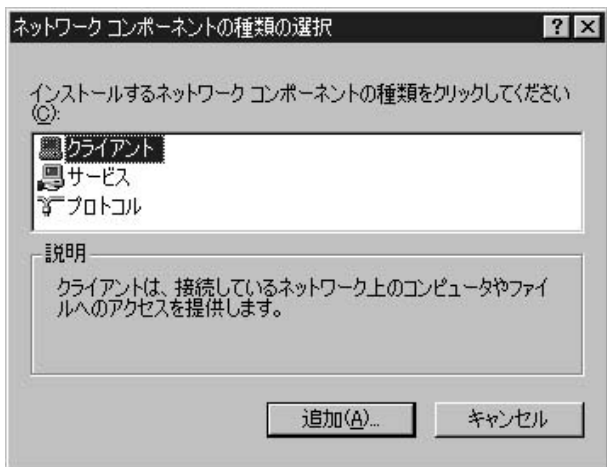 ネットワーク コンポーネントの種類の選択
インストールするネットワーク コンポーネントの種類をクリックしてください
(C):
クライアント
サービス
プロトコル
説明
クライアントは、接続しているネットワーク上のコンピュータやファイ
ルへのアクセスを提供します。
追加(A)...
キャンセル